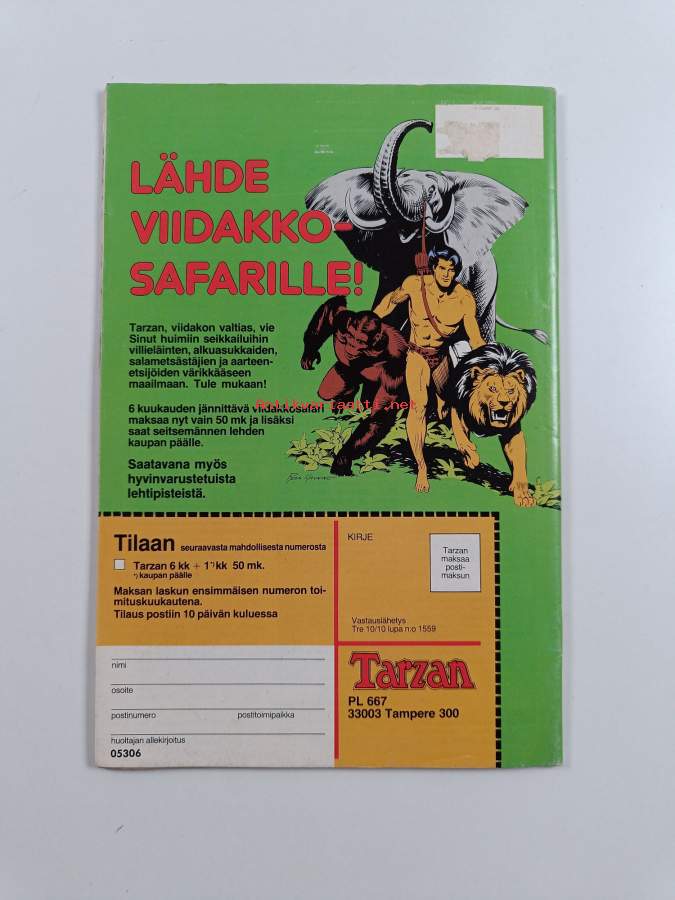 LÄHDE
VIIDAKKO-
SAFARILLE!
Tarzan, viidakon valtias, vie
Sinut huimiin seikkailuihin
villieläinten, alkuasukkaiden,
salametsästäjien ja aarteen-
etsijöiden värikkääseen
maailmaan. Tule mukaan!
6 kuukauden jännittävä viidakkosafari
maksaa nyt vain 50 mk ja lisäksi
saat seitsemännen lehden
kaupan päälle.
Antikvariaatti.net
Saatavana myös
hyvinvarustetuista
lehtipisteistä.
Tilaan seuraavasta mahdollisesta numerosta
Tarzan 6 kk + 1*) kk 50 mk.
*) kaupan päälle
Maksan laskun ensimmäisen numeron toi-
mituskuukautena.
Tilaus postiin 10 päivän kuluessa
nimi
osoite
postinumero postitoimipaikka
huoltajan allekirjoitus
05306
KIRJE
Tarzan
maksaa
posti-
maksun
Vastauslähetys
Tre 10/10 lupa n:o 1559
Tarzan
PL 667
33003 Tampere 300